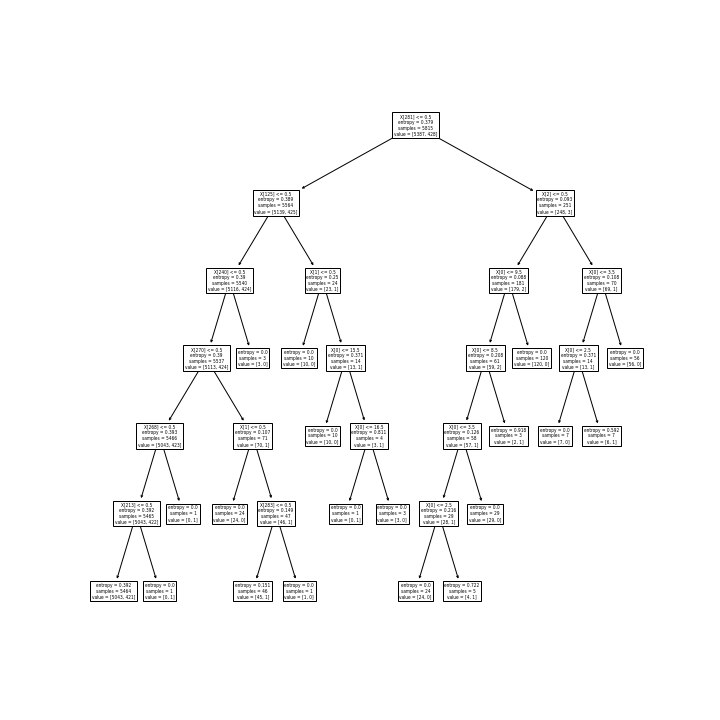 X[281] <= 0.5
entropy = 0.379
samples = 5815
value = [5387, 428]
X[125] <= 0.5
entropy = 0.389
samples = 5564
value = [5139, 425]
X[2] <= 0.5
entropy = 0.093
samples = 251
value = [248, 3]
X[240] <= 0.5
entropy = 0.39
samples = 5540
value = [5116, 424]
X[1] <= 0.5
entropy = 0.25
samples = 24
value = [23, 1]
X[0] <= 9.5
entropy = 0.088
samples = 181
value = [179, 2]
X[0] <= 3.5
entropy = 0.108
samples = 70
value = [69, 1]
X[270] <= 0.5
entropy = 0.39
samples = 5537
value = [5113, 424]
entropy = 0.0
samples = 3
value = [3, 0]
entropy = 0.0
samples = 10
value = [10, 0]
X[0] <= 15.5
entropy = 0.371
samples = 14
value = [13, 1]
X[0] <= 8.5
entropy = 0.208
samples = 61
value = [59, 2]
entropy = 0.0
samples = 120
value = [120, 0]
X[0] <= 2.5
entropy = 0.371
samples = 14
value = [13, 1]
entropy = 0.0
samples = 56
value = [56, 0]
X[268] <= 0.5
entropy = 0.393
samples = 5466
value = [5043, 423]
X[1] <= 0.5
entropy = 0.107
samples = 71
value = [70, 1]
entropy = 0.0
samples = 10
value = [10, 0]
X[0] <= 16.5
entropy = 0.811
samples = 4
value = [3, 1]
X[0] <= 3.5
entropy = 0.126
samples = 58
value = [57, 1]
entropy = 0.918
samples = 3
value = [2, 1]
entropy = 0.0
samples = 7
value = [7, 0]
entropy = 0.592
samples = 7
value = [6, 1]
X[213] <= 0.5
entropy = 0.392
samples = 5465
value = [5043, 422]
entropy = 0.0
samples = 1
value = [0, 1]
entropy = 0.0
samples = 24
value = [24, 0]
X[283] <= 0.5
entropy = 0.149
samples = 47
value = [46, 1]
entropy = 0.0
samples = 1
value = [0, 1]
entropy = 0.0
samples = 3
value = [3, 0]
X[0] <= 2.5
entropy = 0.216
samples = 29
value = [28, 1]
entropy = 0.0
samples = 29
value = [29, 0]
entropy = 0.392
samples = 5464
value = [5043, 421]
entropy = 0.0
samples = 1
value = [0, 1]
entropy = 0.151
samples = 46
value = [45, 1]
entropy = 0.0
samples = 1
value = [1, 0]
entropy = 0.0
samples = 24
value = [24, 0]
entropy = 0.722
samples = 5
value = [4, 1]